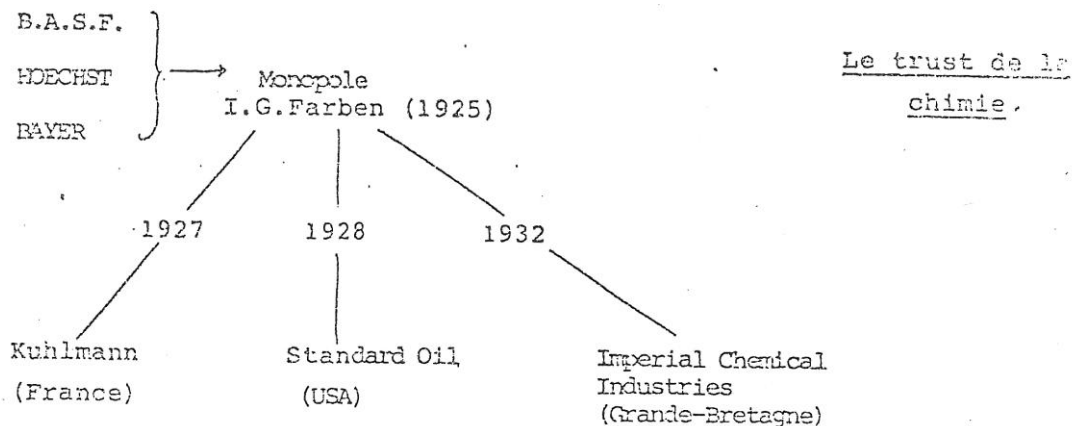 B.A.S.F.
HOECHST
BAYER
Monopole
I.G.Farben (1925)
Le trust de la
chimie.
1927
1928
1932
Kuhlmann
(France)
Standard Oil
(USA)
Imperial Chemical
Industries
(Grande-Bretagne)